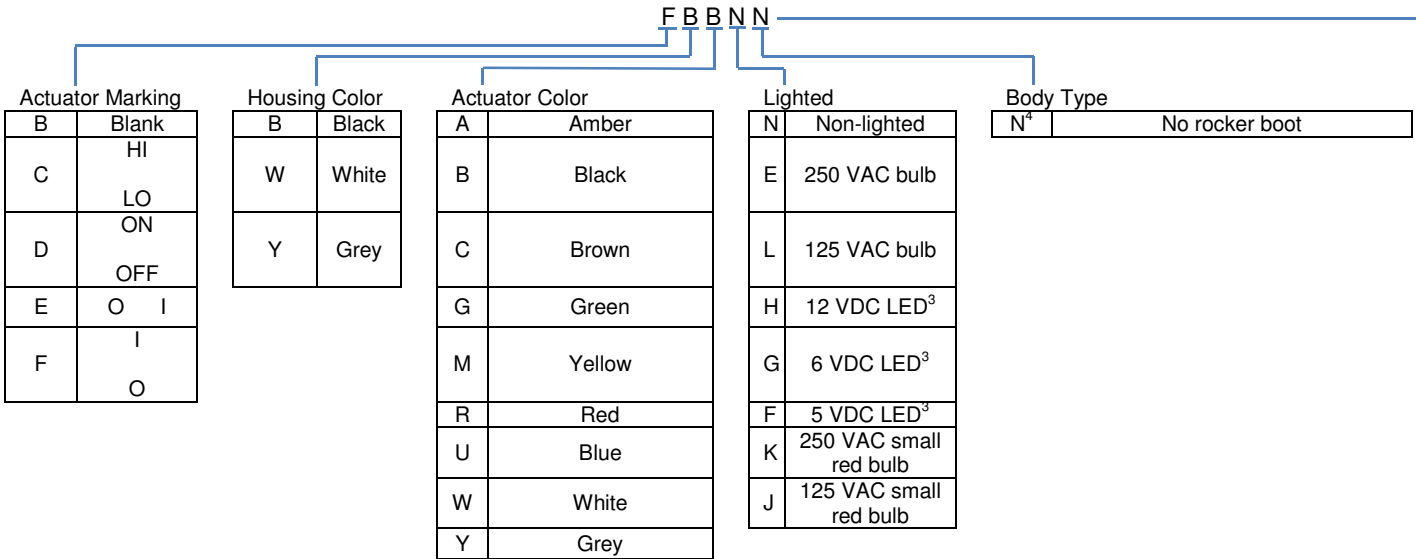 F B B N N
Actuator Marking
B Blank
C HI
LO
D ON
OFF
E O I
F I
O
Housing Color
B Black
W White
Y Grey
Actuator Color
A Amber
B Black
C Brown
G Green
M Yellow
R Red
U Blue
W White
Y Grey
Lighted
N Non-lighted
E 250 VAC bulb
L 125 VAC bulb
H 12 VDC LED³
G 6 VDC LED³
F 5 VDC LED³
K 250 VAC small
red bulb
J 125 VAC small
red bulb
Body Type
N⁴ No rocker boot